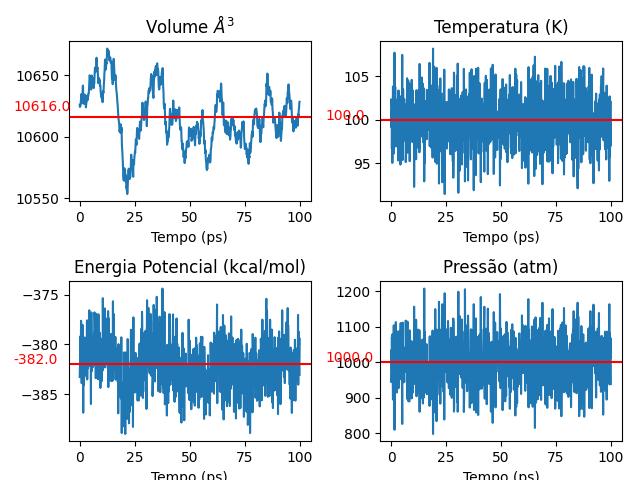 Volume Å³
10650
10616.0
10600
10550
0 25 50 75 100
Tempo (ps)
Temperatura (K)
105
100.0
100
95
0 25 50 75 100
Tempo (ps)
Energia Potencial (kcal/mol)
−375
−380
-382.0
−385
0 25 50 75 100
Tempo (ps)
Pressão (atm)
1200
1100
1000.0
1000
900
800
0 25 50 75 100
Tempo (ps)